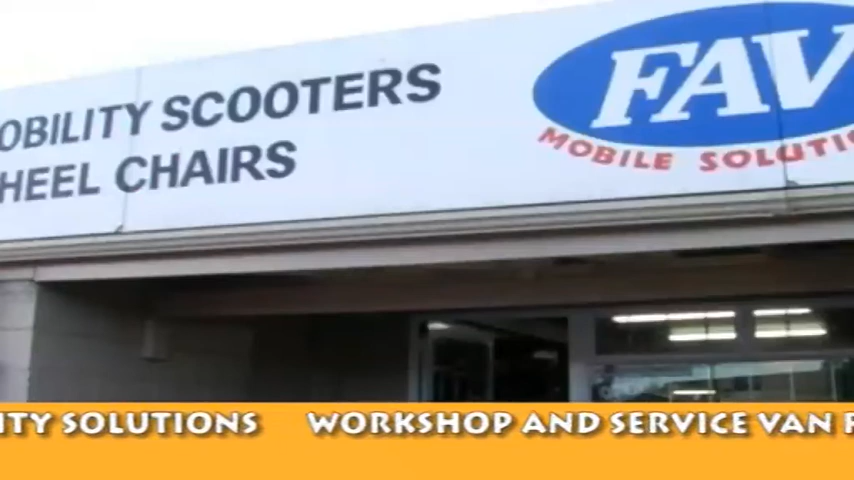 OBILITY SCOOTERS
HEEL CHAIRS
FAV
MOBILE SOLUTI
ITY SOLUTIONS WORKSHOP AND SERVICE VAN